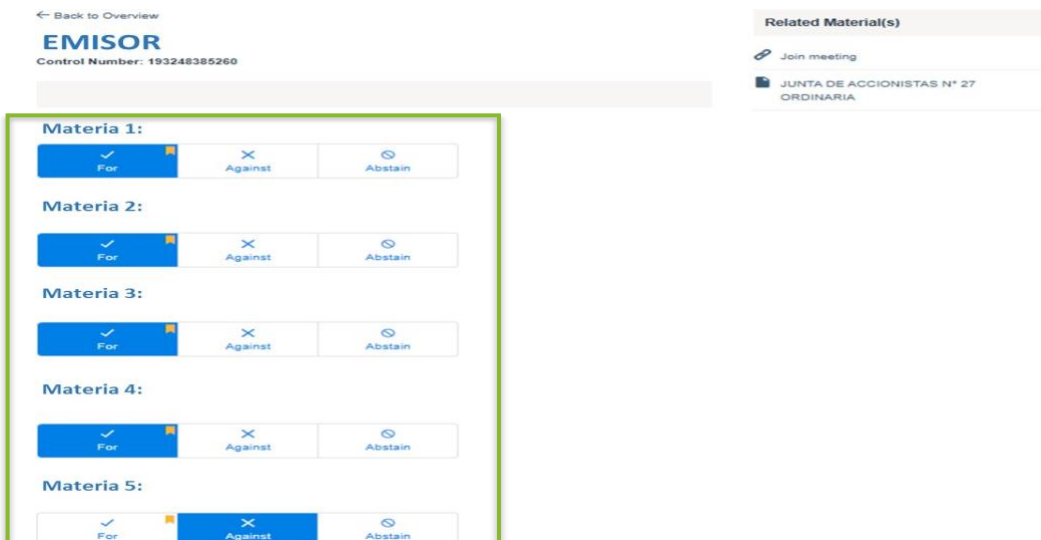 ← Back to Overview
EMISOR
Control Number: 193248385260
Materia 1:
For Against Abstain
Materia 2:
For Against Abstain
Materia 3:
For Against Abstain
Materia 4:
For Against Abstain
Materia 5:
For Against Abstain
Related Material(s)
Join meeting
JUNTA DE ACCIONISTAS N° 27
ORDINARIA